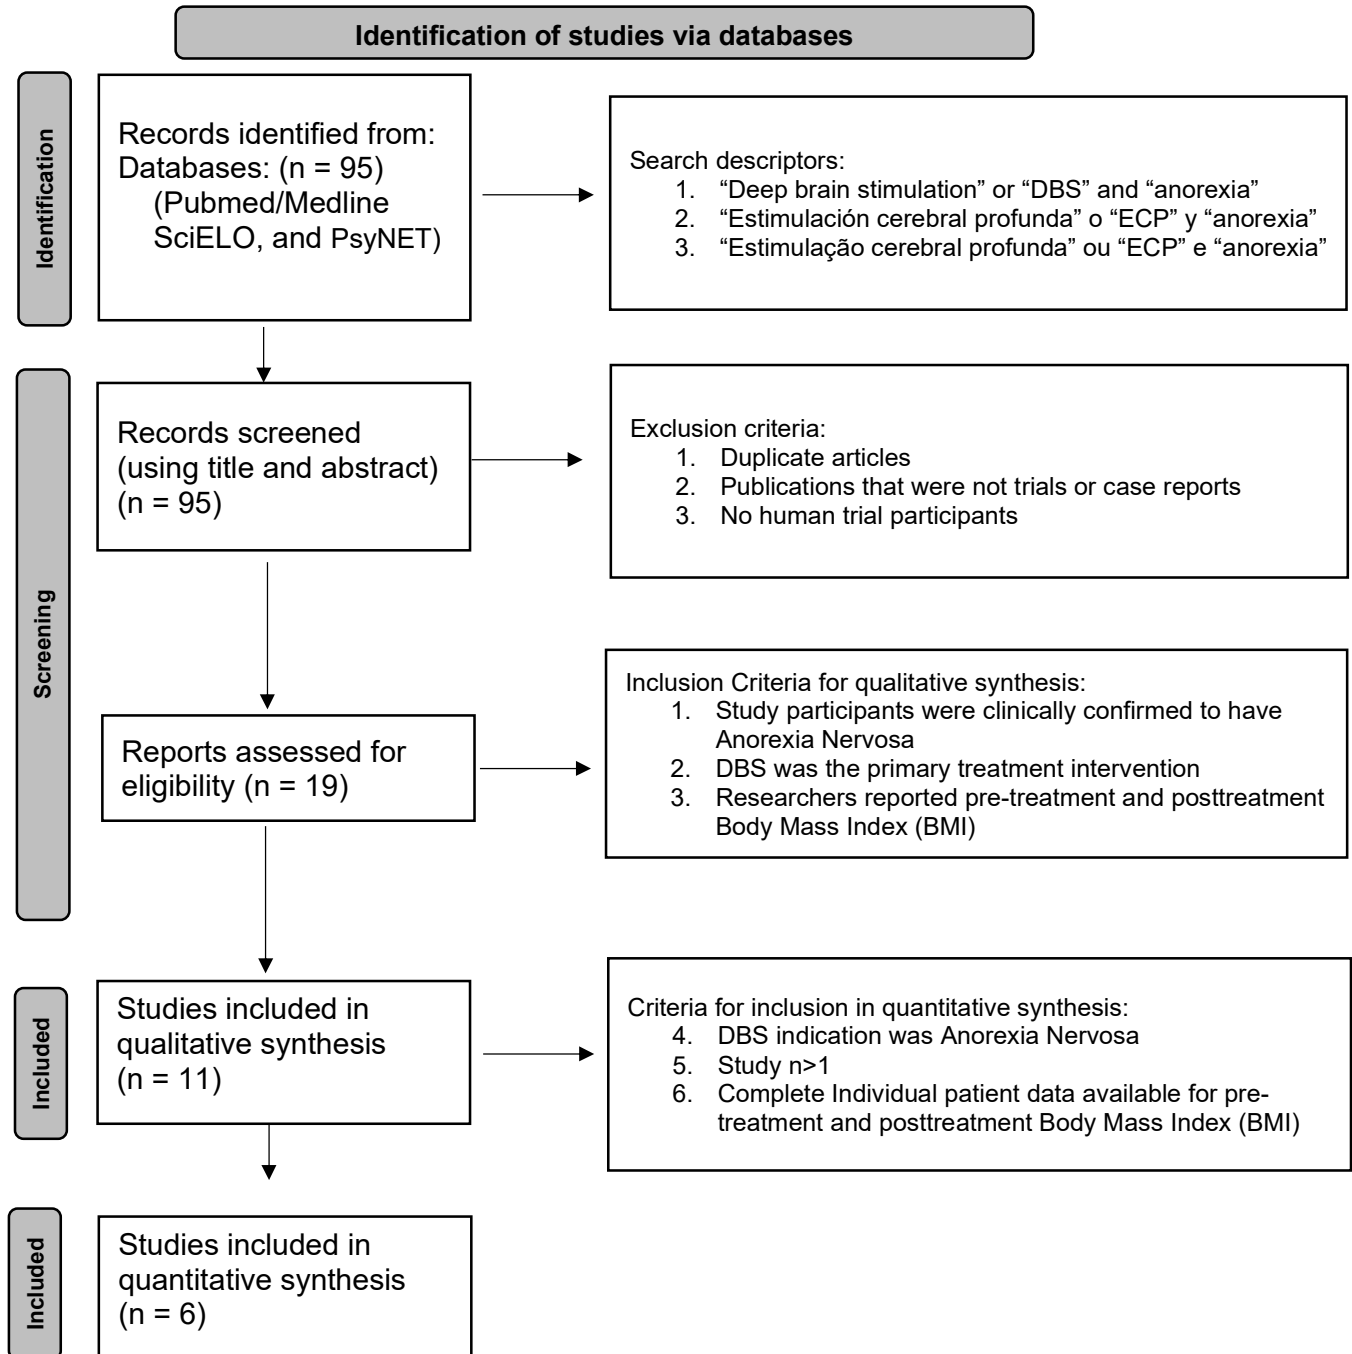 Identification of studies via databases
Identification
Records identified from:
Databases: (n = 95)
(Pubmed/Medline
SciELO, and PsyNET)
Search descriptors:
1. “Deep brain stimulation” or “DBS” and “anorexia”
2. “Estimulación cerebral profunda” o “ECP” y “anorexia”
3. “Estimulação cerebral profunda” ou “ECP” e “anorexia”
Screening
Records screened
(using title and abstract)
(n = 95)
Exclusion criteria:
1. Duplicate articles
2. Publications that were not trials or case reports
3. No human trial participants
Reports assessed for
eligibility (n = 19)
Inclusion Criteria for qualitative synthesis:
1. Study participants were clinically confirmed to have
Anorexia Nervosa
2. DBS was the primary treatment intervention
3. Researchers reported pre-treatment and posttreatment
Body Mass Index (BMI)
Included
Studies included in
qualitative synthesis
(n = 11)
Criteria for inclusion in quantitative synthesis:
4. DBS indication was Anorexia Nervosa
5. Study n>1
6. Complete Individual patient data available for pre-
treatment and posttreatment Body Mass Index (BMI)
Included
Studies included in
quantitative synthesis
(n = 6)